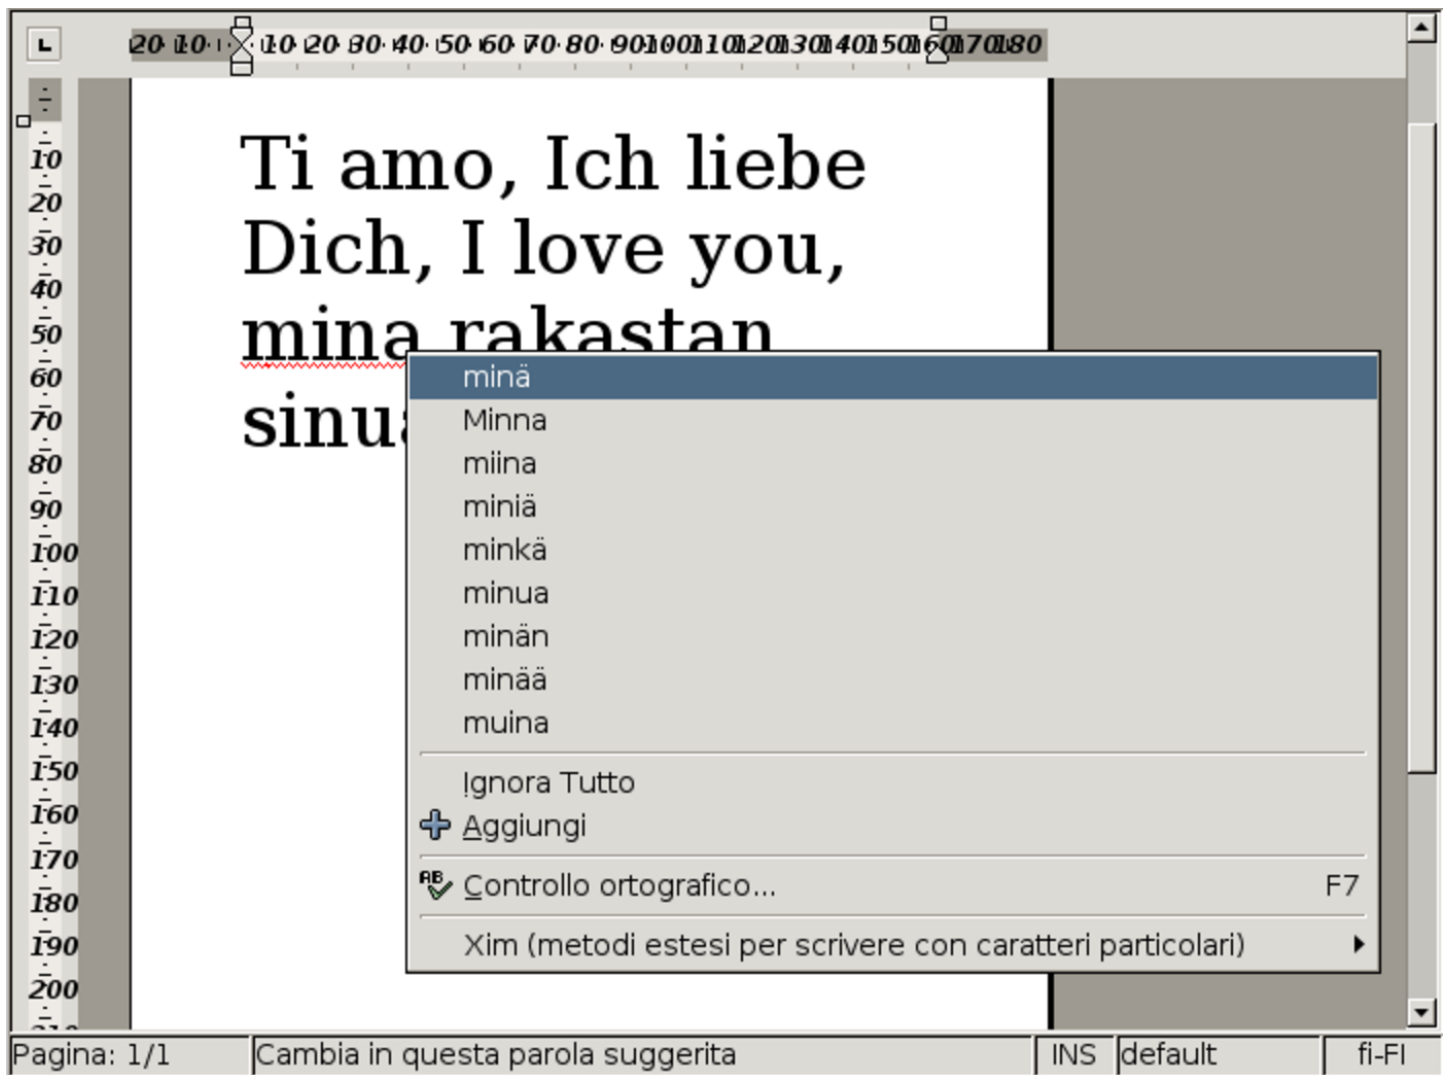 20 10 10 20 30 40 50 60 70 80 90 100 110 120 130 140 150 160 170 180
Ti amo, Ich liebe
Dich, I love you,
mina rakastan
sinua
minä
Minna
miina
miniä
minkä
minua
minän
minää
muina
Ignora Tutto
Aggiungi
AB Controllo ortografico... F7
Xim (metodi estesi per scrivere con caratteri particolari)
10
20
30
40
50
60
70
80
90
100
110
120
130
140
150
160
170
180
190
200
210
Pagina: 1/1 Cambia in questa parola suggerita INS default fi-FI